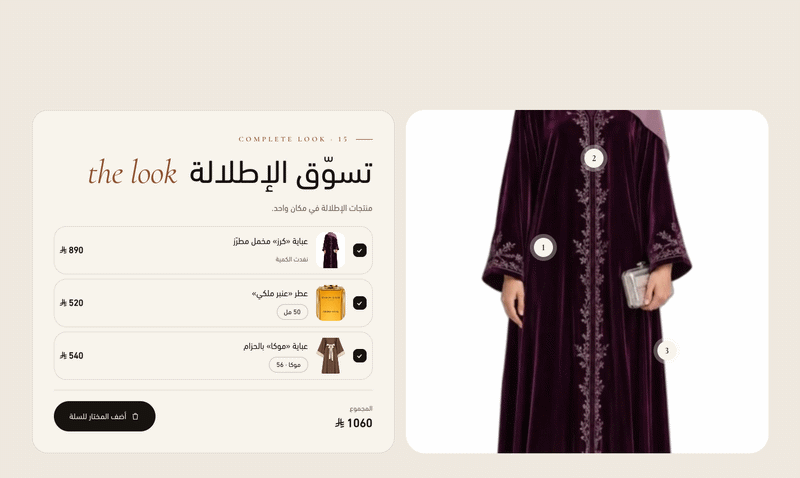 COMPLETE LOOK · 15
تسوّق الإطلالة the look
منتجات الإطلالة في مكان واحد.
عباية «كرز» مخمل مطرّز
890
نفدت الكمية
عطر «عنبر ملكي»
520
50 مل
عباية «موكا» بالحزام
540
موكا · 56
المجموع
1060
أضف المختار للسلة
2
1
3